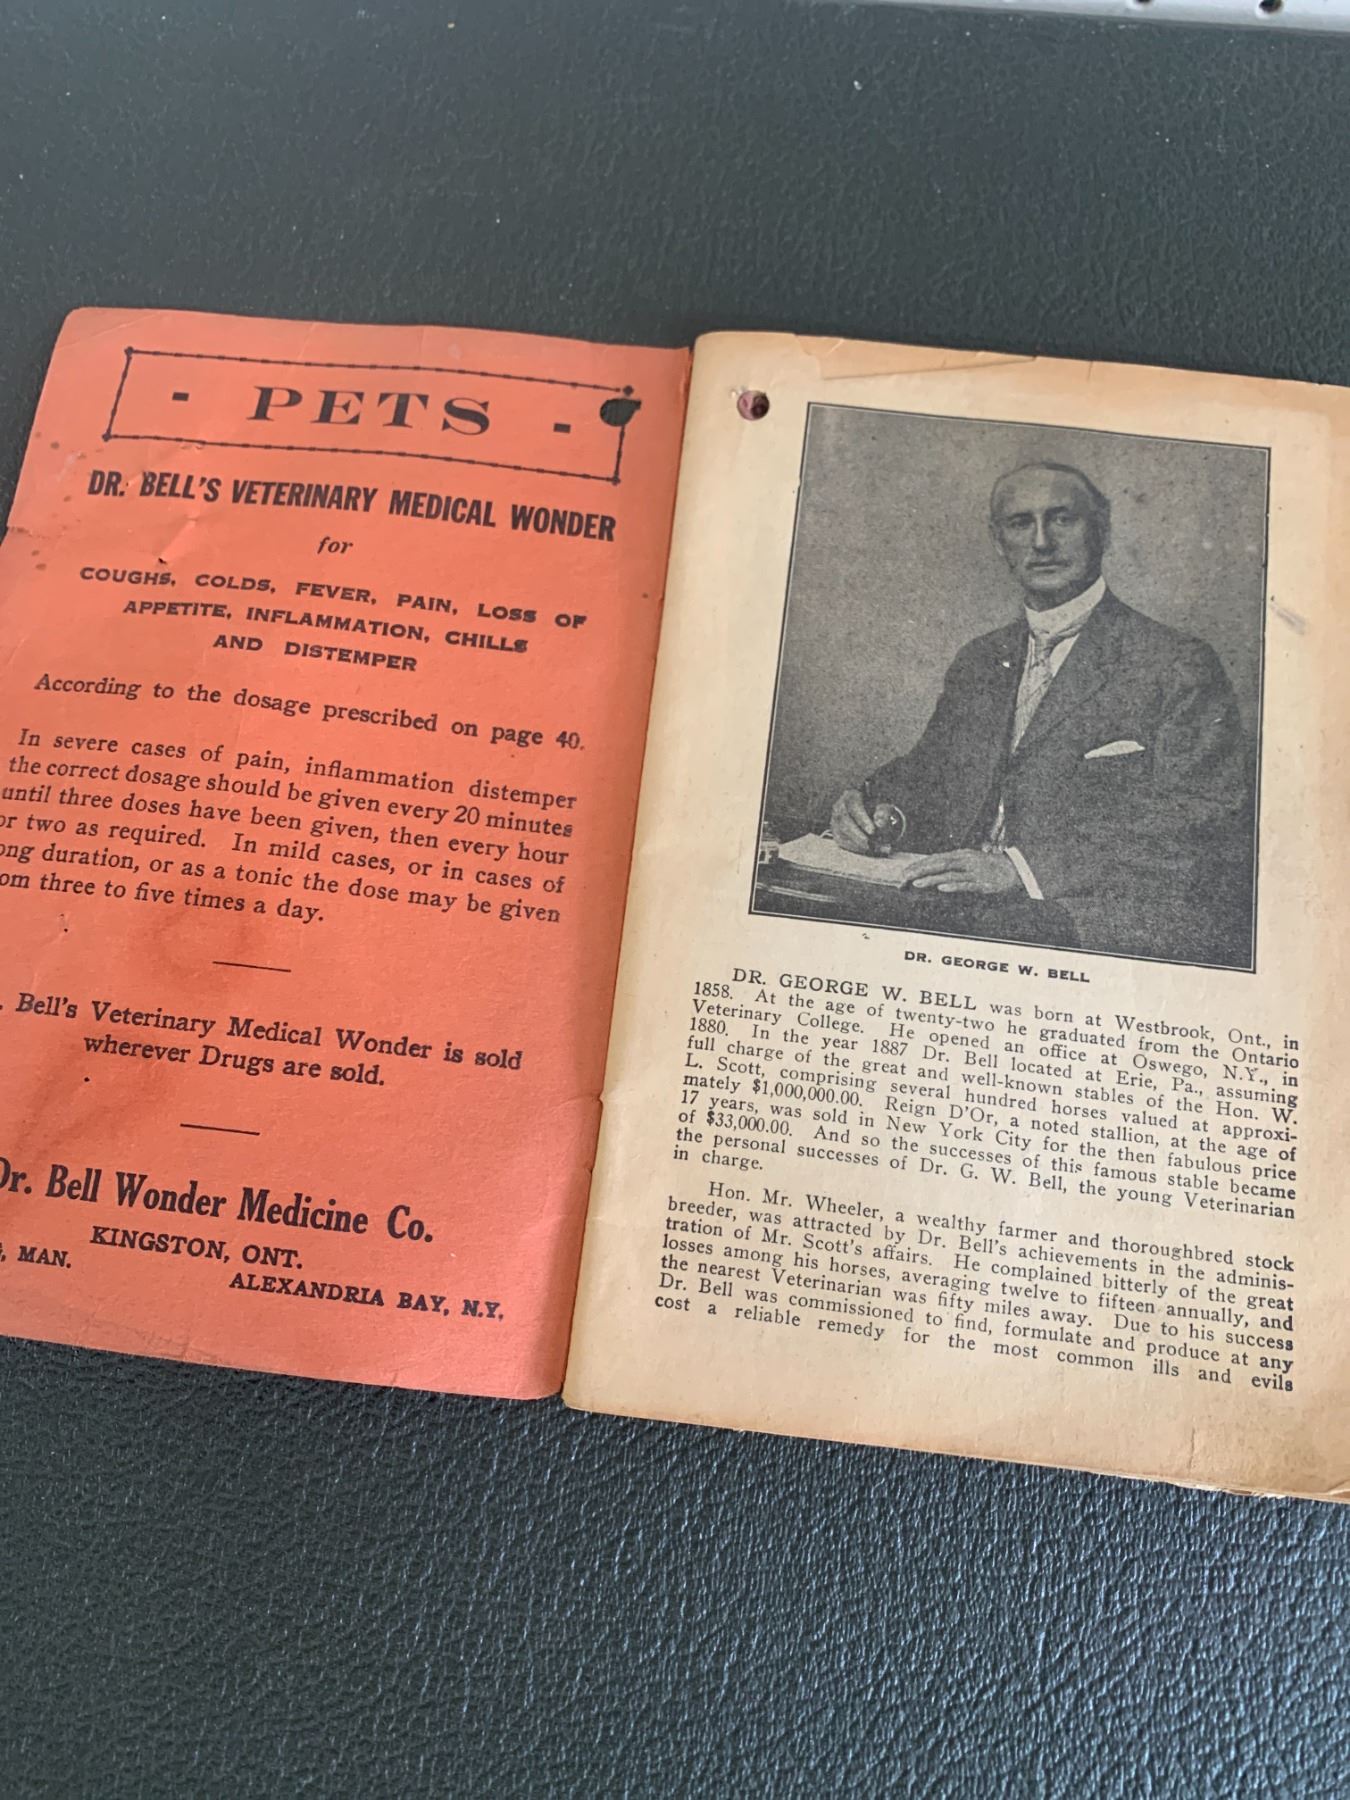 - PETS -
DR. BELL'S VETERINARY MEDICAL WONDER
for
COUGHS, COLDS, FEVER, PAIN, LOSS OF
APPETITE, INFLAMMATION, CHILLS
AND DISTEMPER
According to the dosage prescribed on page 40.
In severe cases of pain, inflammation distemper
the correct dosage should be given every 20 minutes
until three doses have been given, then every hour
or two as required. In mild cases, or in cases of
ong duration, or as a tonic the dose may be given
om three to five times a day.
. Bell's Veterinary Medical Wonder is sold
wherever Drugs are sold.
Dr. Bell Wonder Medicine Co.
KINGSTON, ONT.
, MAN.
ALEXANDRIA BAY, N.Y.
DR. GEORGE W. BELL
DR. GEORGE W. BELL was born at Westbrook, Ont., in
1858. At the age of twenty-two he graduated from the Ontario
Veterinary College. He opened an office at Oswego, N.Y., in
1880. In the year 1887 Dr. Bell located at Erie, Pa., assuming
full charge of the great and well-known stables of the Hon. W.
L. Scott, comprising several hundred horses valued at approxi-
mately $1,000,000.00. Reign D'Or, a noted stallion, at the age of
17 years, was sold in New York City for the then fabulous price
of $33,000.00. And so the successes of this famous stable became
the personal successes of Dr. G. W. Bell, the young Veterinarian
in charge.
Hon. Mr. Wheeler, a wealthy farmer and thoroughbred stock
breeder, was attracted by Dr. Bell's achievements in the adminis-
tration of Mr. Scott's affairs. He complained bitterly of the great
losses among his horses, averaging twelve to fifteen annually, and
the nearest Veterinarian was fifty miles away. Due to his success
Dr. Bell was commissioned to find, formulate and produce at any
cost a reliable remedy for the most common ills and evils